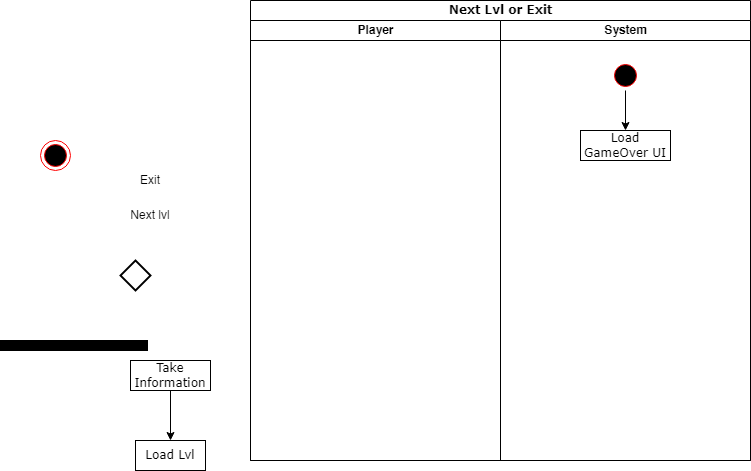 Next Lvl or Exit
Player
System
Load
GameOver UI
Exit
Next lvl
Take
Information
Load Lvl